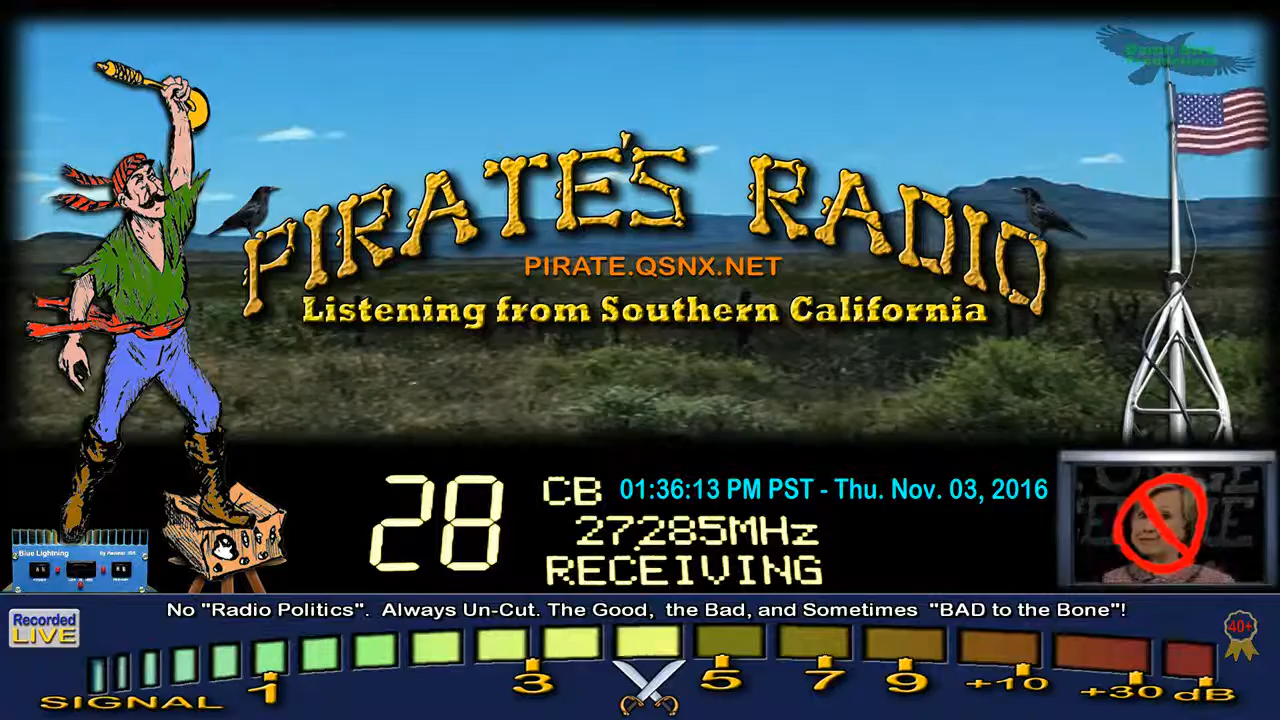 PIRATE'S RADIO
PIRATE.QSNX.NET
Listening from Southern California
28
CB
01:36:13 PM PST - Thu. Nov. 03, 2016
27.285MHz
RECEIVING
Blue Lightning
No "Radio Politics". Always Un-Cut. The Good, the Bad, and Sometimes "BAD to the Bone"!
Recorded
LIVE
40+
SIGNAL 1 3 5 7 9 +10 +30 dB